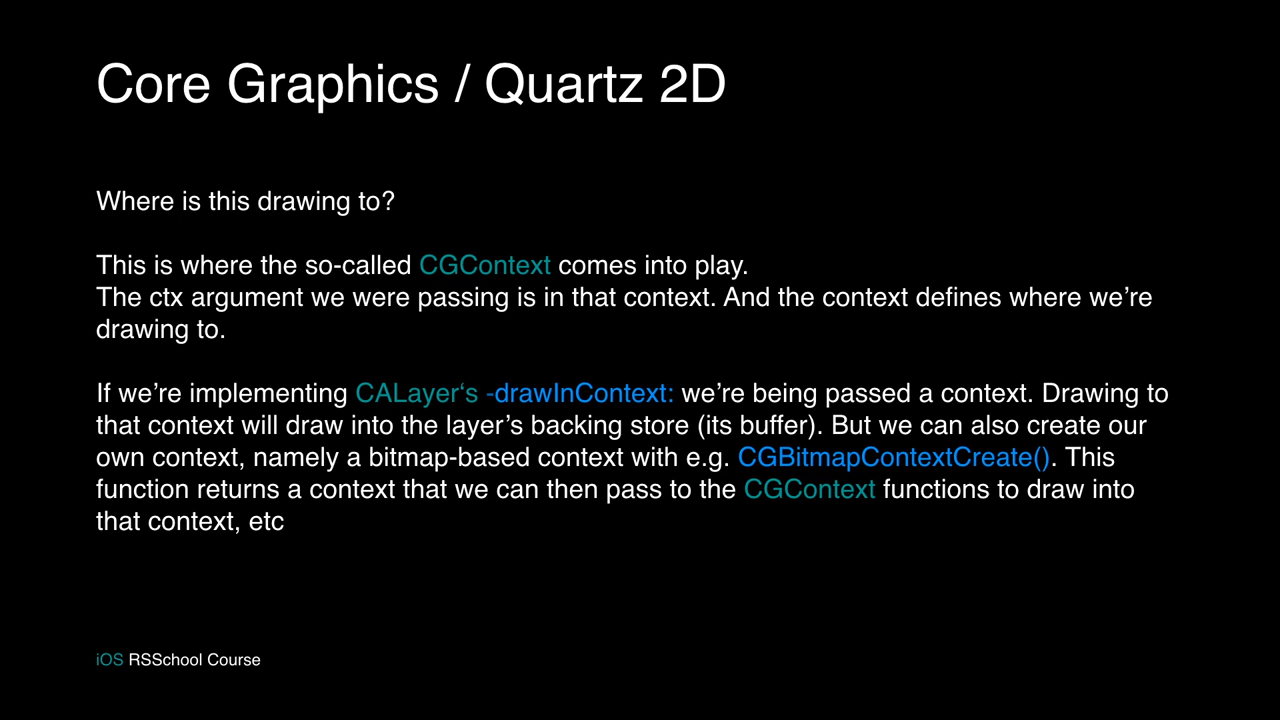 Core Graphics / Quartz 2D
Where is this drawing to?
This is where the so-called CGContext comes into play.
The ctx argument we were passing is in that context. And the context defines where we’re
drawing to.
If we’re implementing CALayer‘s -drawInContext: we’re being passed a context. Drawing to
that context will draw into the layer’s backing store (its buffer). But we can also create our
own context, namely a bitmap-based context with e.g. CGBitmapContextCreate(). This
function returns a context that we can then pass to the CGContext functions to draw into
that context, etc
iOS RSSchool Course